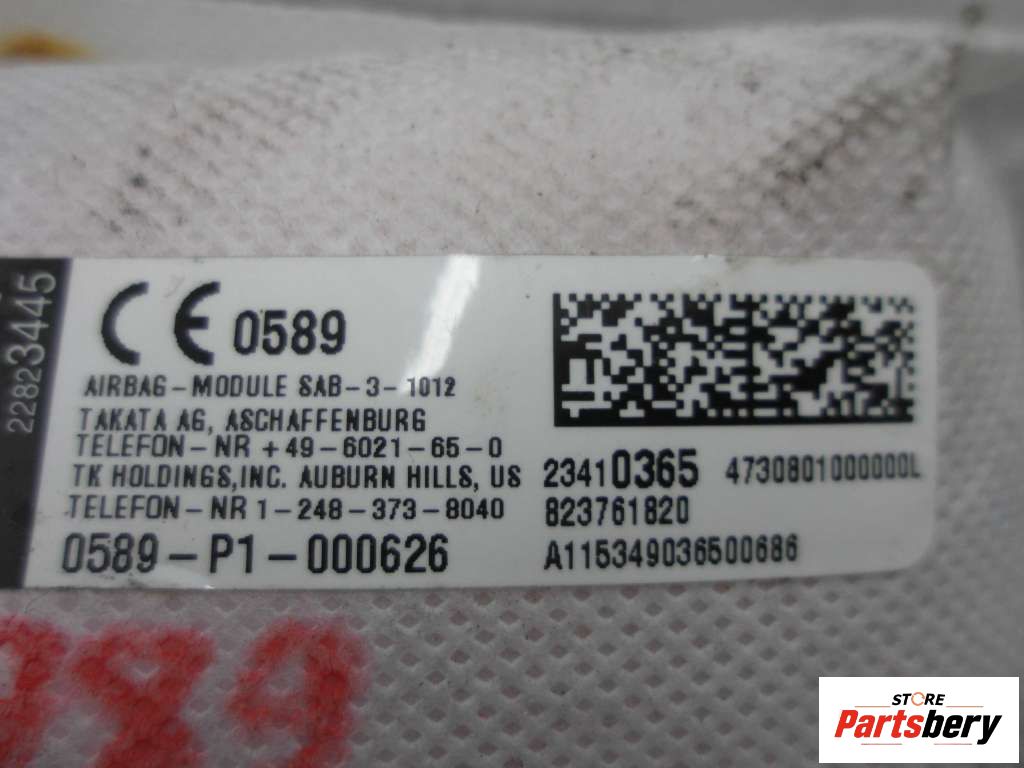 22823445
CE 0589
AIRBAG-MODULE SAB-3-1012
TAKATA AG, ASCHAFFENBURG
TELEFON-NR +49-6021-65-0
TK HOLDINGS,INC. AUBURN HILLS, US
TELEFON-NR 1-248-373-8040
0589-P1-000626
23410365 4730801000000L
823761820
A115349036500686
STORE
Partsbery